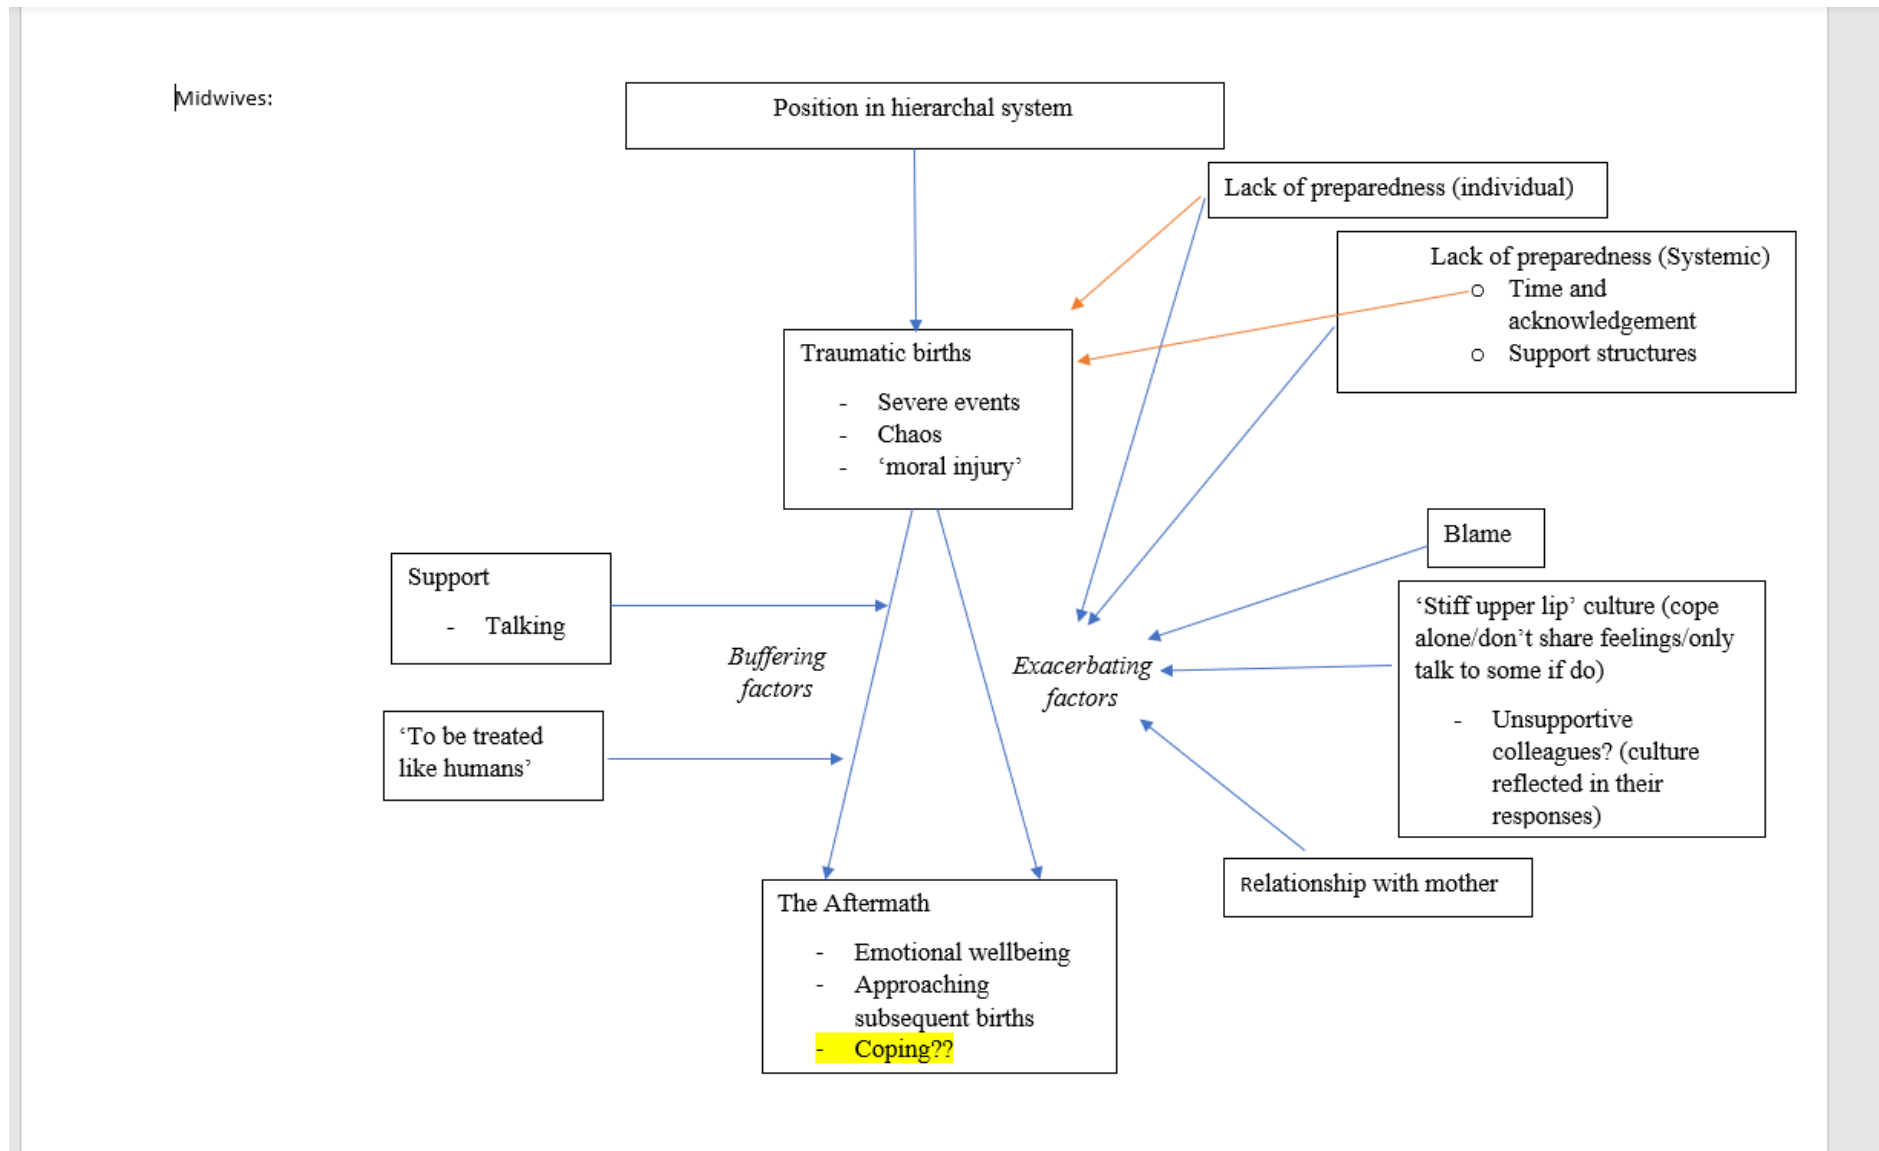 Midwives:
Position in hierarchal system
Lack of preparedness (individual)
Lack of preparedness (Systemic)
o Time and
acknowledgement
o Support structures
Traumatic births
- Severe events
- Chaos
- ‘moral injury’
Blame
Support
- Talking
‘Stiff upper lip’ culture (cope
alone/don’t share feelings/only
talk to some if do)
- Unsupportive
colleagues? (culture
reflected in their
responses)
Buffering
factors
Exacerbating
factors
‘To be treated
like humans’
Relationship with mother
The Aftermath
- Emotional wellbeing
- Approaching
subsequent births
- Coping??